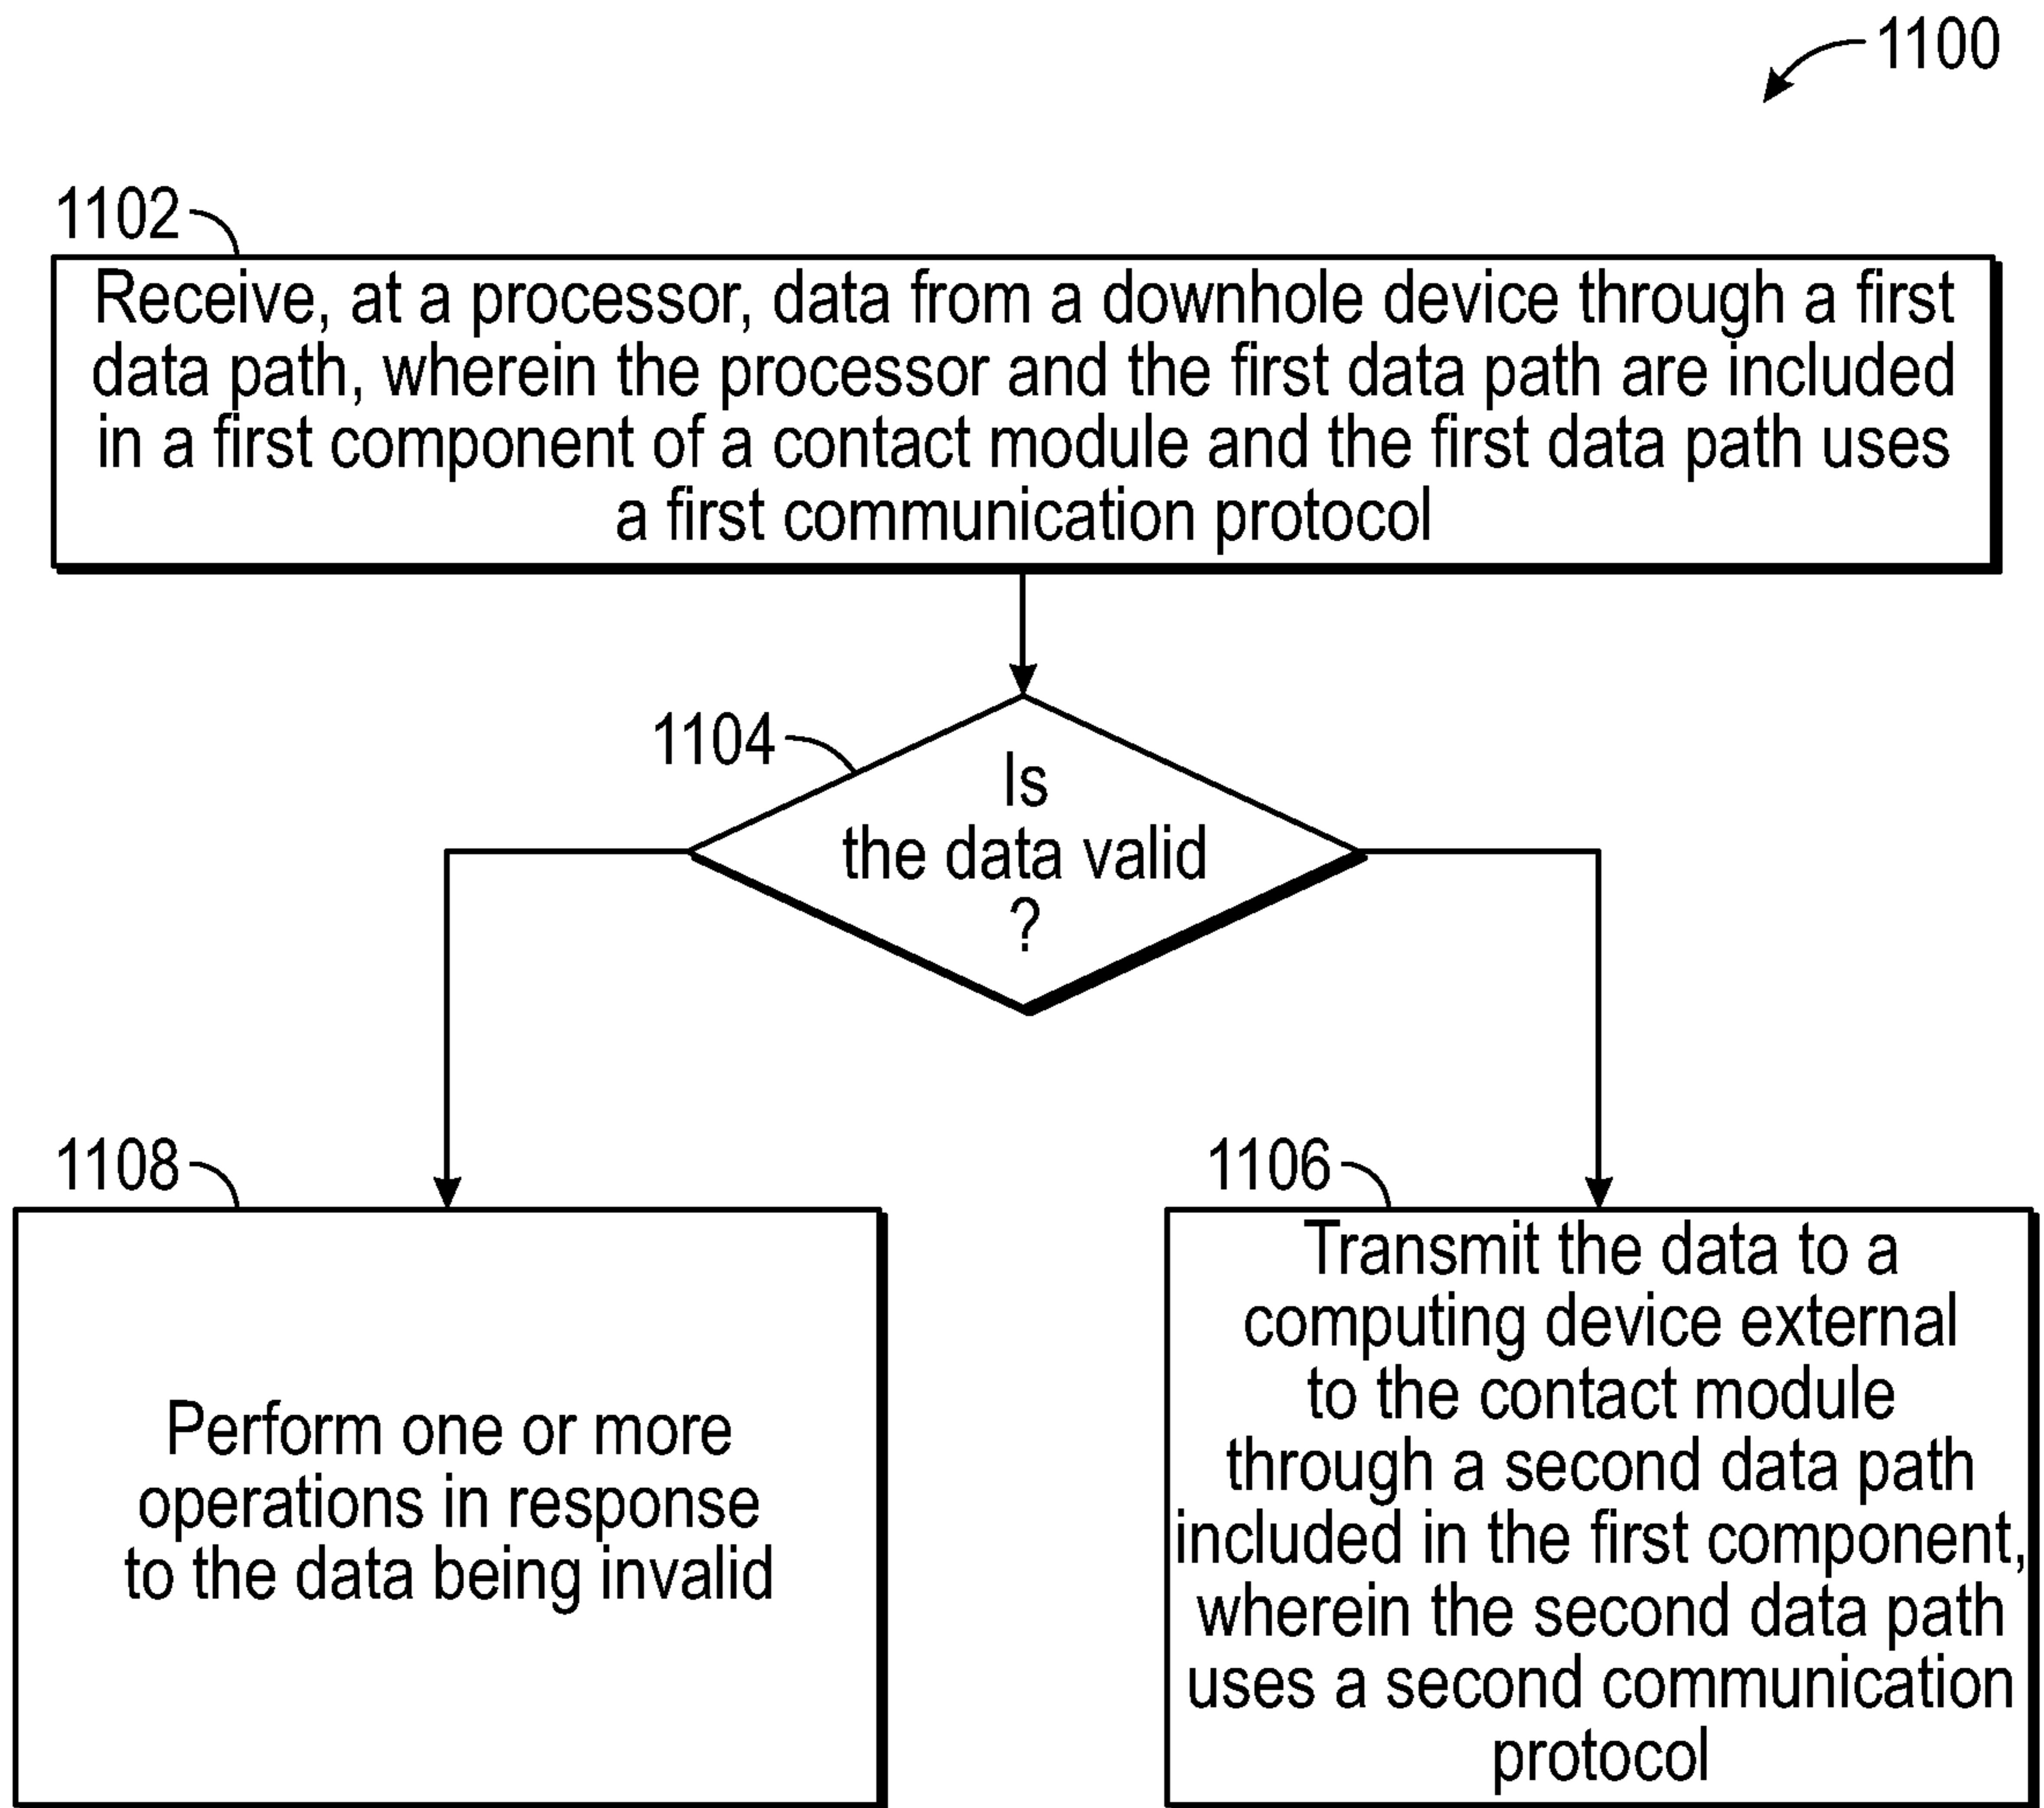 1100
1102
Receive, at a processor, data from a downhole device through a first
data path, wherein the processor and the first data path are included
in a first component of a contact module and the first data path uses
a first communication protocol
1104
Is
the data valid
?
1108
Perform one or more
operations in response
to the data being invalid
1106
Transmit the data to a
computing device external
to the contact module
through a second data path
included in the first component,
wherein the second data path
uses a second communication
protocol